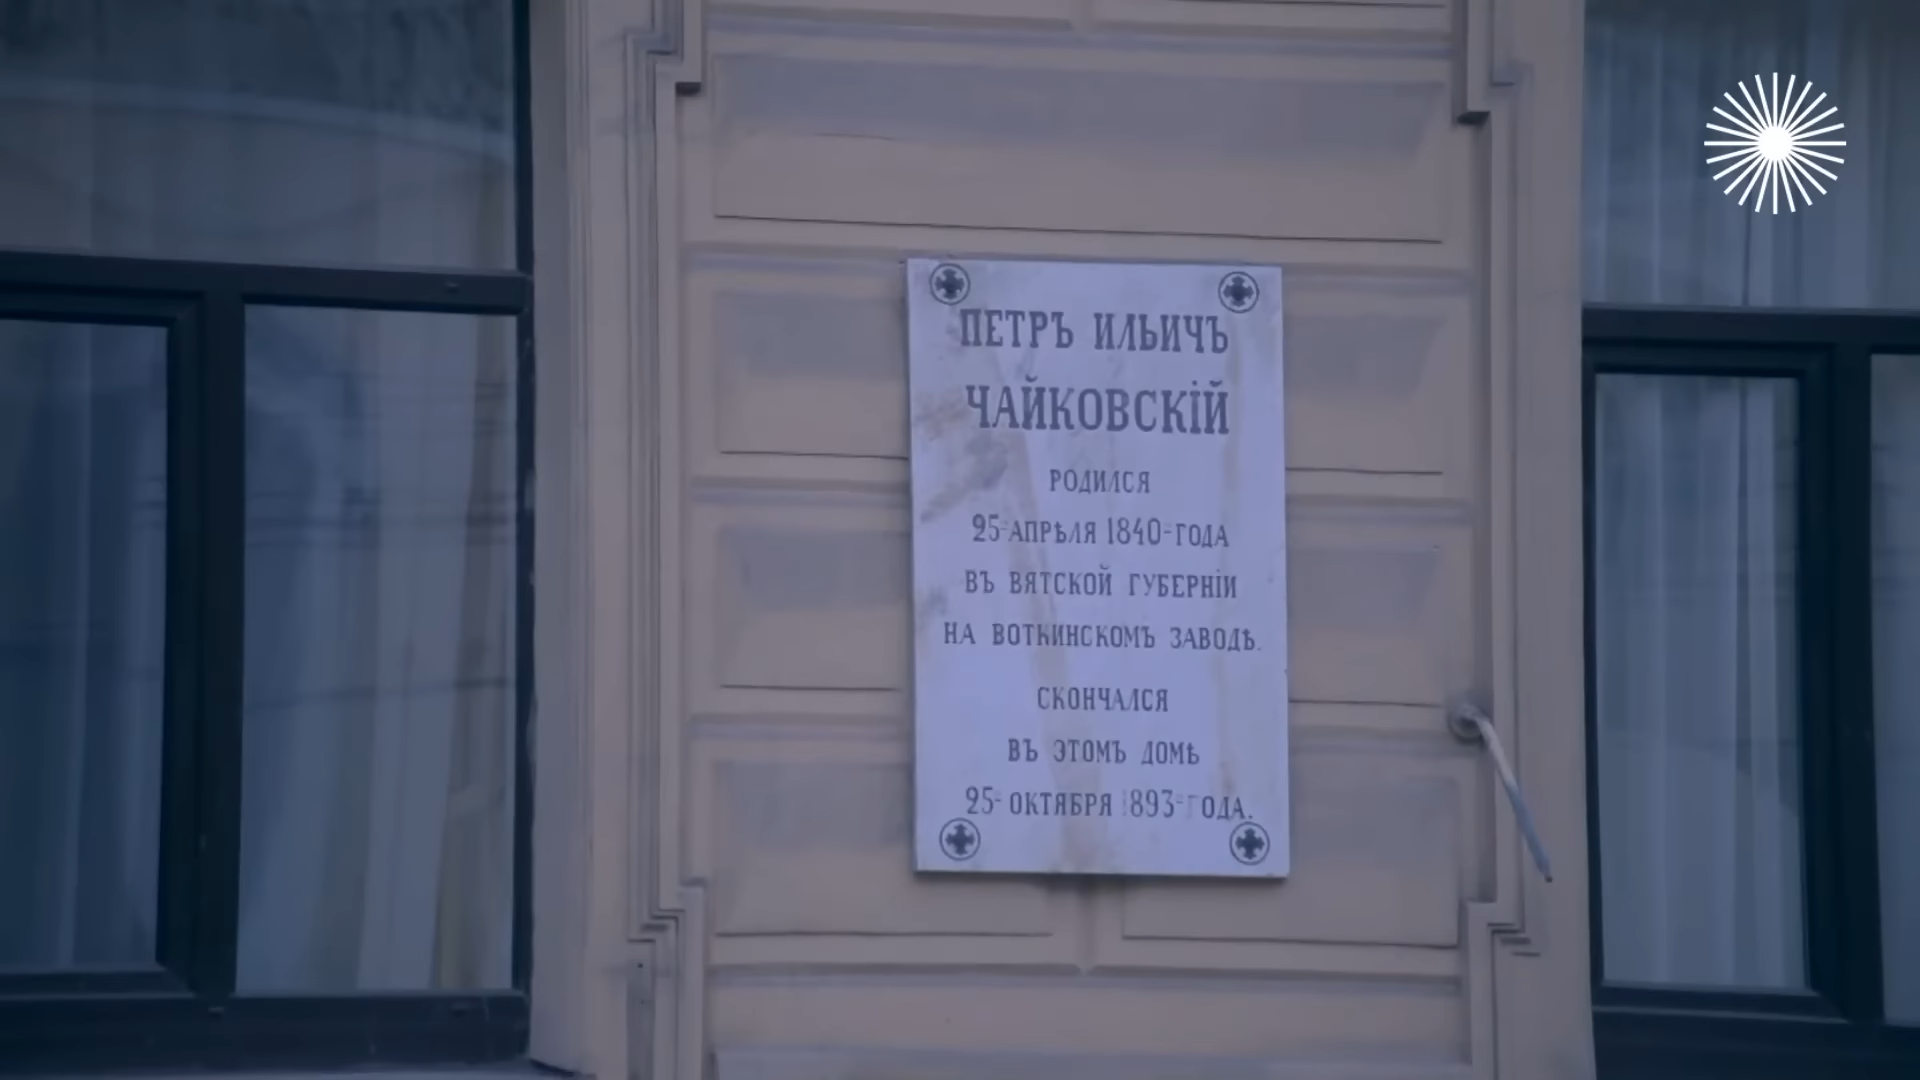 ПЕТРЪ ИЛЬИЧЪ
ЧАЙКОВСКІЙ
РОДИЛСЯ
25-АПРѢЛЯ 1840-ГОДА
ВЪ ВЯТСКОЙ ГУБЕРНІИ
НА ВОТКИНСКОМЪ ЗАВОДѢ.
СКОНЧАЛСЯ
ВЪ ЭТОМЪ ДОМѢ
25-ОКТЯБРЯ 1893-ГОДА.